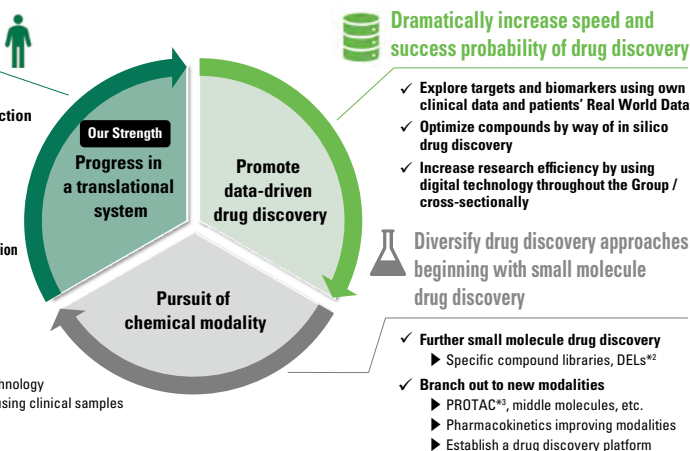 Dramatically increase speed and
success probability of drug discovery
✓ Explore targets and biomarkers using own
clinical data and patients' Real World Data
✓ Optimize compounds by way of in silico
drug discovery
✓ Increase research efficiency by using
digital technology throughout the Group /
cross-sectionally
Our Strength
Progress in
a translational
system
Promote
data-driven
drug discovery
Pursuit of
chemical modality
Diversify drug discovery approaches
beginning with small molecule
drug discovery
✓ Further small molecule drug discovery
▶ Specific compound libraries, DELs*2
✓ Branch out to new modalities
▶ PROTAC*3, middle molecules, etc.
▶ Pharmacokinetics improving modalities
▶ Establish a drug discovery platform
using clinical samples